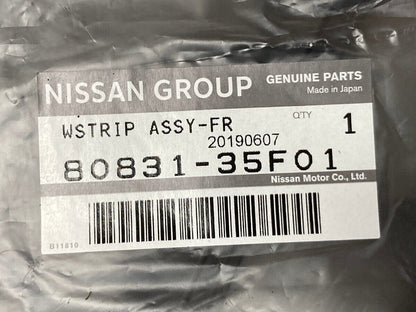 NISSAN GROUP GENUINE PARTS
Made in Japan
WSTRIP ASSY-FR QTY 1
20190607
80831-35F01
Nissan Motor Co., Ltd.
B11810